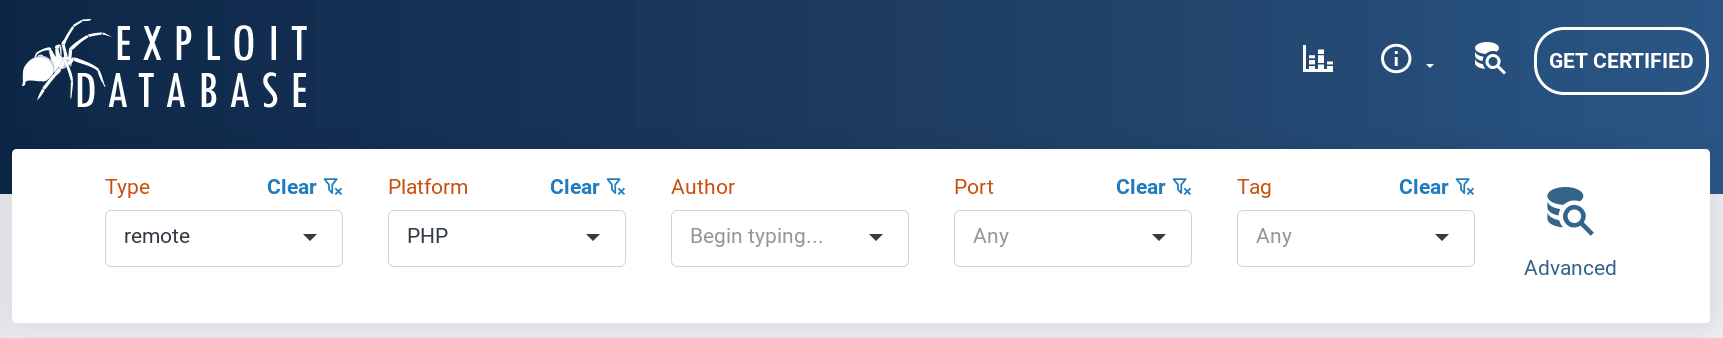 EXPLOIT
DATABASE
GET CERTIFIED
Type Clear Platform Clear Author Port Clear Tag Clear
remote PHP Begin typing... Any Any
Advanced